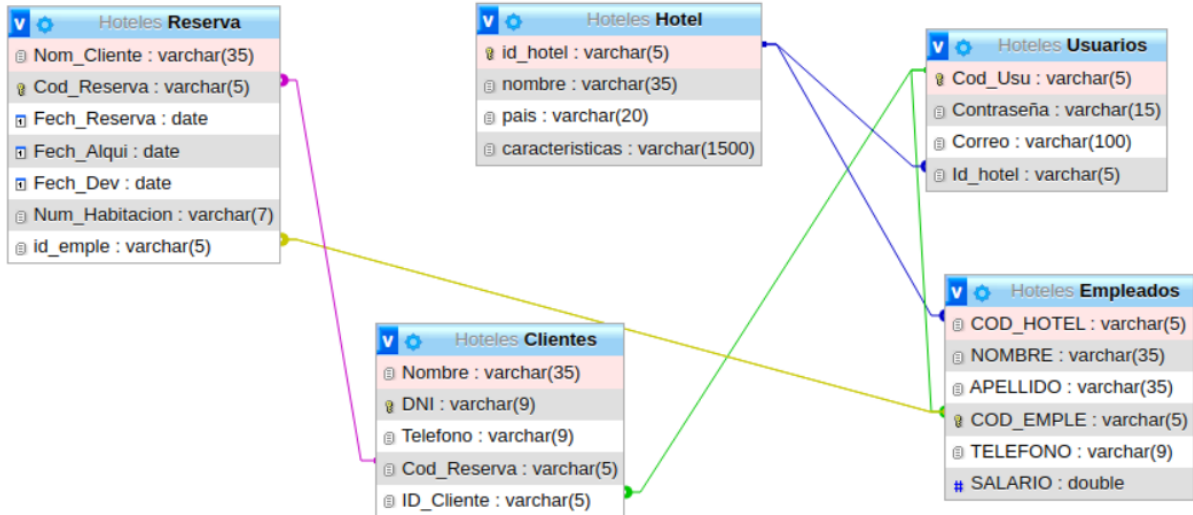 Hoteles Reserva
Nom_Cliente : varchar(35)
Cod_Reserva : varchar(5)
Fech_Reserva : date
Fech_Alqui : date
Fech_Dev : date
Num_Habitacion : varchar(7)
id_emple : varchar(5)
Hoteles Hotel
id_hotel : varchar(5)
nombre : varchar(35)
pais : varchar(20)
caracteristicas : varchar(1500)
Hoteles Usuarios
Cod_Usu : varchar(5)
Contraseña : varchar(15)
Correo : varchar(100)
Id_hotel : varchar(5)
Hoteles Clientes
Nombre : varchar(35)
DNI : varchar(9)
Telefono : varchar(9)
Cod_Reserva : varchar(5)
ID_Cliente : varchar(5)
Hoteles Empleados
COD_HOTEL : varchar(5)
NOMBRE : varchar(35)
APELLIDO : varchar(35)
COD_EMPLE : varchar(5)
TELEFONO : varchar(9)
# SALARIO : double